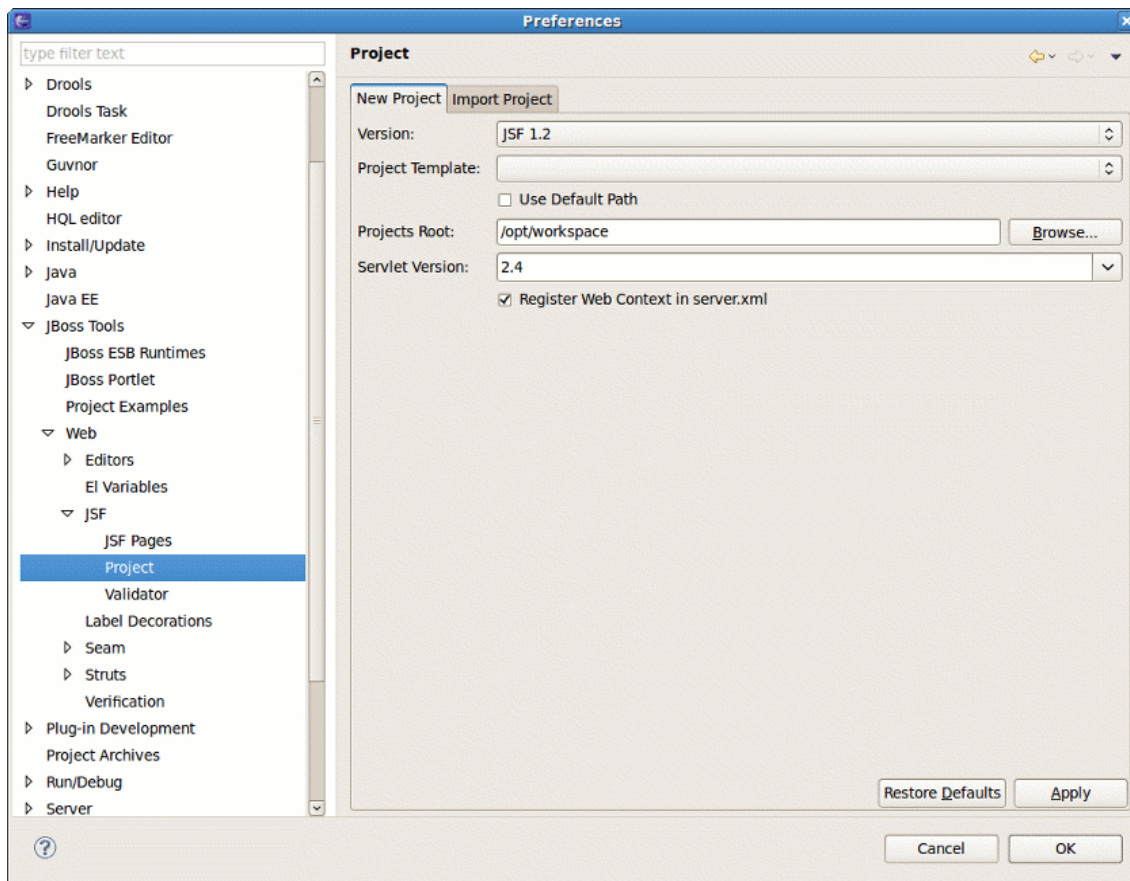 Preferences
type filter text
Drools
Drools Task
FreeMarker Editor
Guvnor
Help
HQL editor
Install/Update
Java
Java EE
JBoss Tools
JBoss ESB Runtimes
JBoss Portlet
Project Examples
Web
Editors
El Variables
JSF
JSF Pages
Project
Validator
Label Decorations
Seam
Struts
Verification
Plug-in Development
Project Archives
Run/Debug
Server
Project
New Project Import Project
Version: JSF 1.2
Project Template:
Use Default Path
Projects Root: /opt/workspace Browse...
Servlet Version: 2.4
Register Web Context in server.xml
Restore Defaults Apply
? Cancel OK